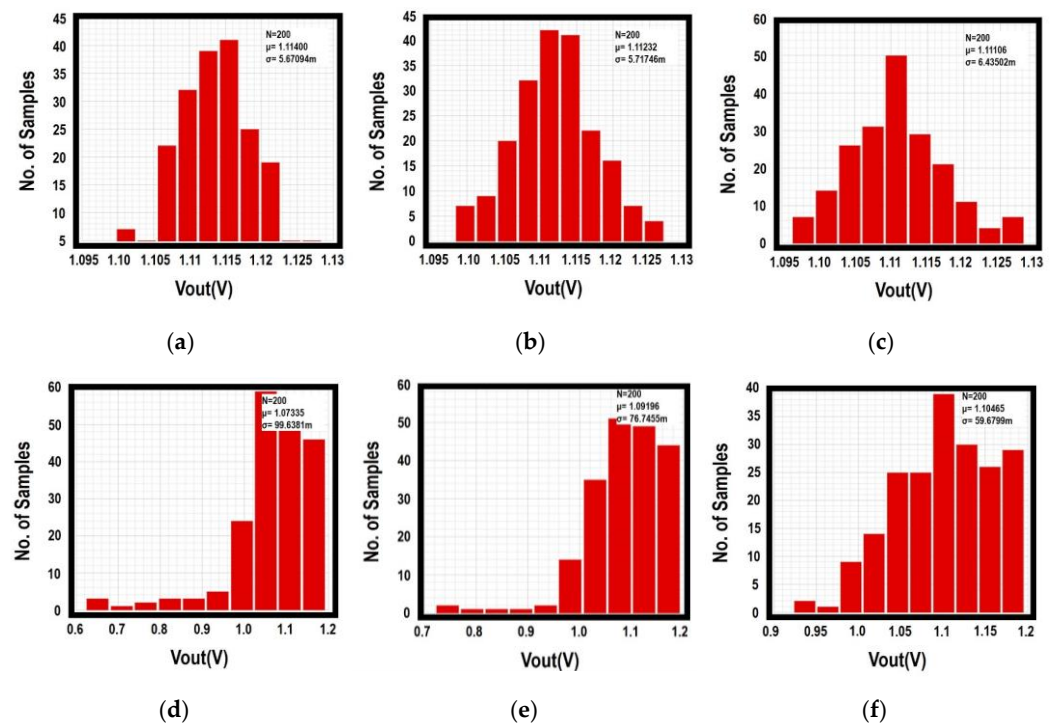 45
40
35
30
25
20
15
10
5
No. of Samples
N=200
μ= 1.11400
σ= 5.67094m
1.095 1.10 1.105 1.110 1.115 1.12 1.125 1.13
Vout(V)
(a)
45
40
35
30
25
20
15
10
5
0
No. of Samples
N=200
μ= 1.11232
σ= 5.71746m
1.095 1.10 1.105 1.110 1.115 1.12 1.125 1.13
Vout(V)
(b)
60
50
40
30
20
10
0
No. of Samples
N=200
μ= 1.11106
σ= 6.43502m
1.095 1.10 1.105 1.110 1.115 1.12 1.125 1.13
Vout(V)
(c)
60
50
40
30
20
10
0
No. of Samples
N=200
μ= 1.07335
σ= 99.6381m
0.6 0.7 0.8 0.9 1.0 1.1 1.2
Vout(V)
(d)
60
50
40
30
20
10
0
No. of Samples
N=200
μ= 1.09196
σ= 76.7455m
0.7 0.8 0.9 1.0 1.1 1.2
Vout(V)
(e)
40
35
30
25
20
15
10
5
0
No. of Samples
N=200
μ= 1.10465
σ= 59.6799m
0.9 0.95 1.0 1.05 1.1 1.15 1.2
Vout(V)
(f)